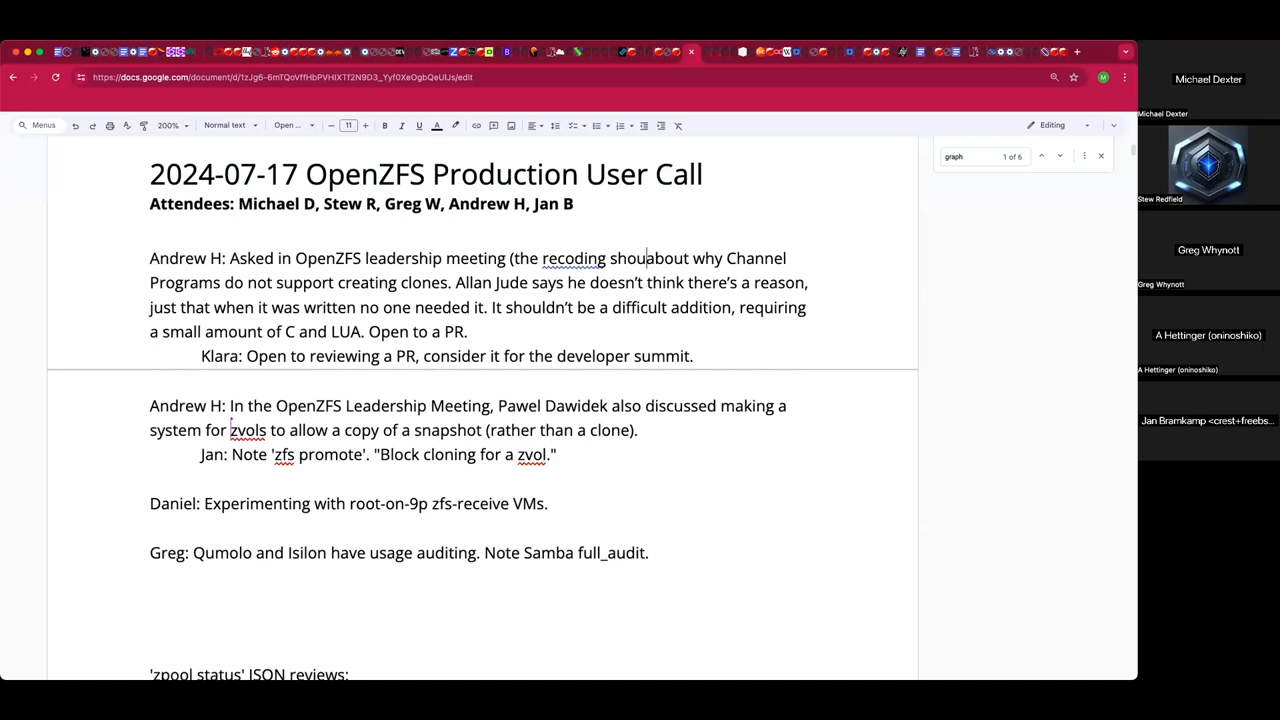 https://docs.google.com/document/d/1zJg6-6mTQoVffHbPVHIXTf2N9D3_Yyf0XeOgbQeUIJs/edit
Menus
200%
Normal text
Open ...
11
Editing
graph
1 of 6
2024-07-17 OpenZFS Production User Call
Attendees: Michael D, Stew R, Greg W, Andrew H, Jan B
Andrew H: Asked in OpenZFS leadership meeting (the recoding shouabout why Channel
Programs do not support creating clones. Allan Jude says he doesn't think there's a reason,
just that when it was written no one needed it. It shouldn't be a difficult addition, requiring
a small amount of C and LUA. Open to a PR.
Klara: Open to reviewing a PR, consider it for the developer summit.
Andrew H: In the OpenZFS Leadership Meeting, Pawel Dawidek also discussed making a
system for zvols to allow a copy of a snapshot (rather than a clone).
Jan: Note 'zfs promote'. "Block cloning for a zvol."
Daniel: Experimenting with root-on-9p zfs-receive VMs.
Greg: Qumolo and Isilon have usage auditing. Note Samba full_audit.
'zpool status' JSON reviews:
Michael Dexter
Michael Dexter
Stew Redfield
Greg Whynott
Greg Whynott
A Hettinger (oninoshiko)
A Hettinger (oninoshiko)
Jan Bramkamp <crest+freebs...